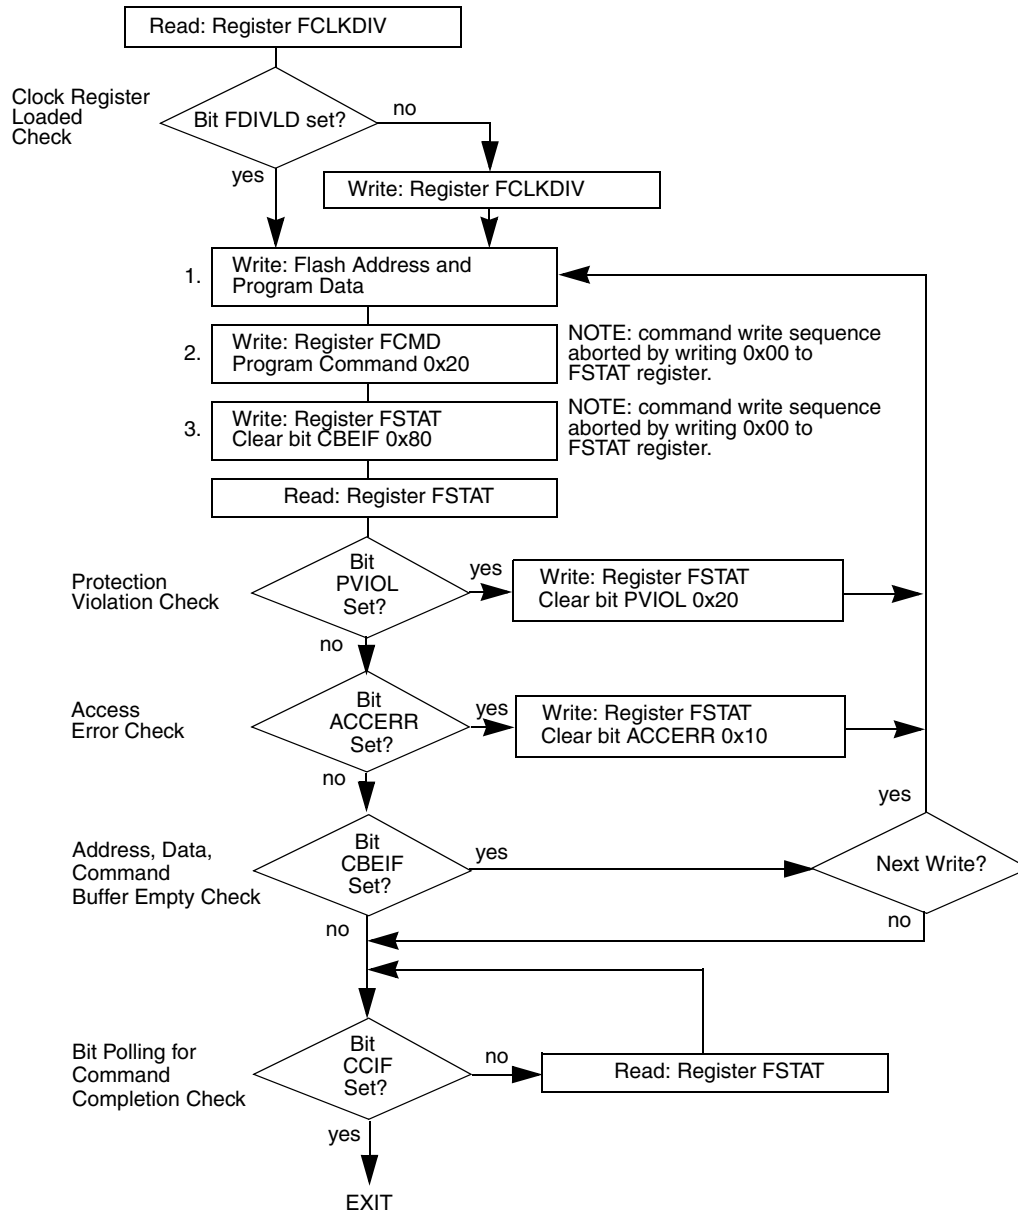 Read: Register FCLKDIV
Clock Register
Loaded
Check
Bit FDIVLD set?
no
yes
Write: Register FCLKDIV
1.
Write: Flash Address and
Program Data
2.
Write: Register FCMD
Program Command 0x20
NOTE: command write sequence
aborted by writing 0x00 to
FSTAT register.
3.
Write: Register FSTAT
Clear bit CBEIF 0x80
NOTE: command write sequence
aborted by writing 0x00 to
FSTAT register.
Read: Register FSTAT
Protection
Violation Check
Bit
PVIOL
Set?
yes
Write: Register FSTAT
Clear bit PVIOL 0x20
no
Access
Error Check
Bit
ACCERR
Set?
yes
Write: Register FSTAT
Clear bit ACCERR 0x10
no
yes
Address, Data,
Command
Buffer Empty Check
Bit
CBEIF
Set?
yes
Next Write?
no
no
Bit Polling for
Command
Completion Check
Bit
CCIF
Set?
no
Read: Register FSTAT
yes
EXIT